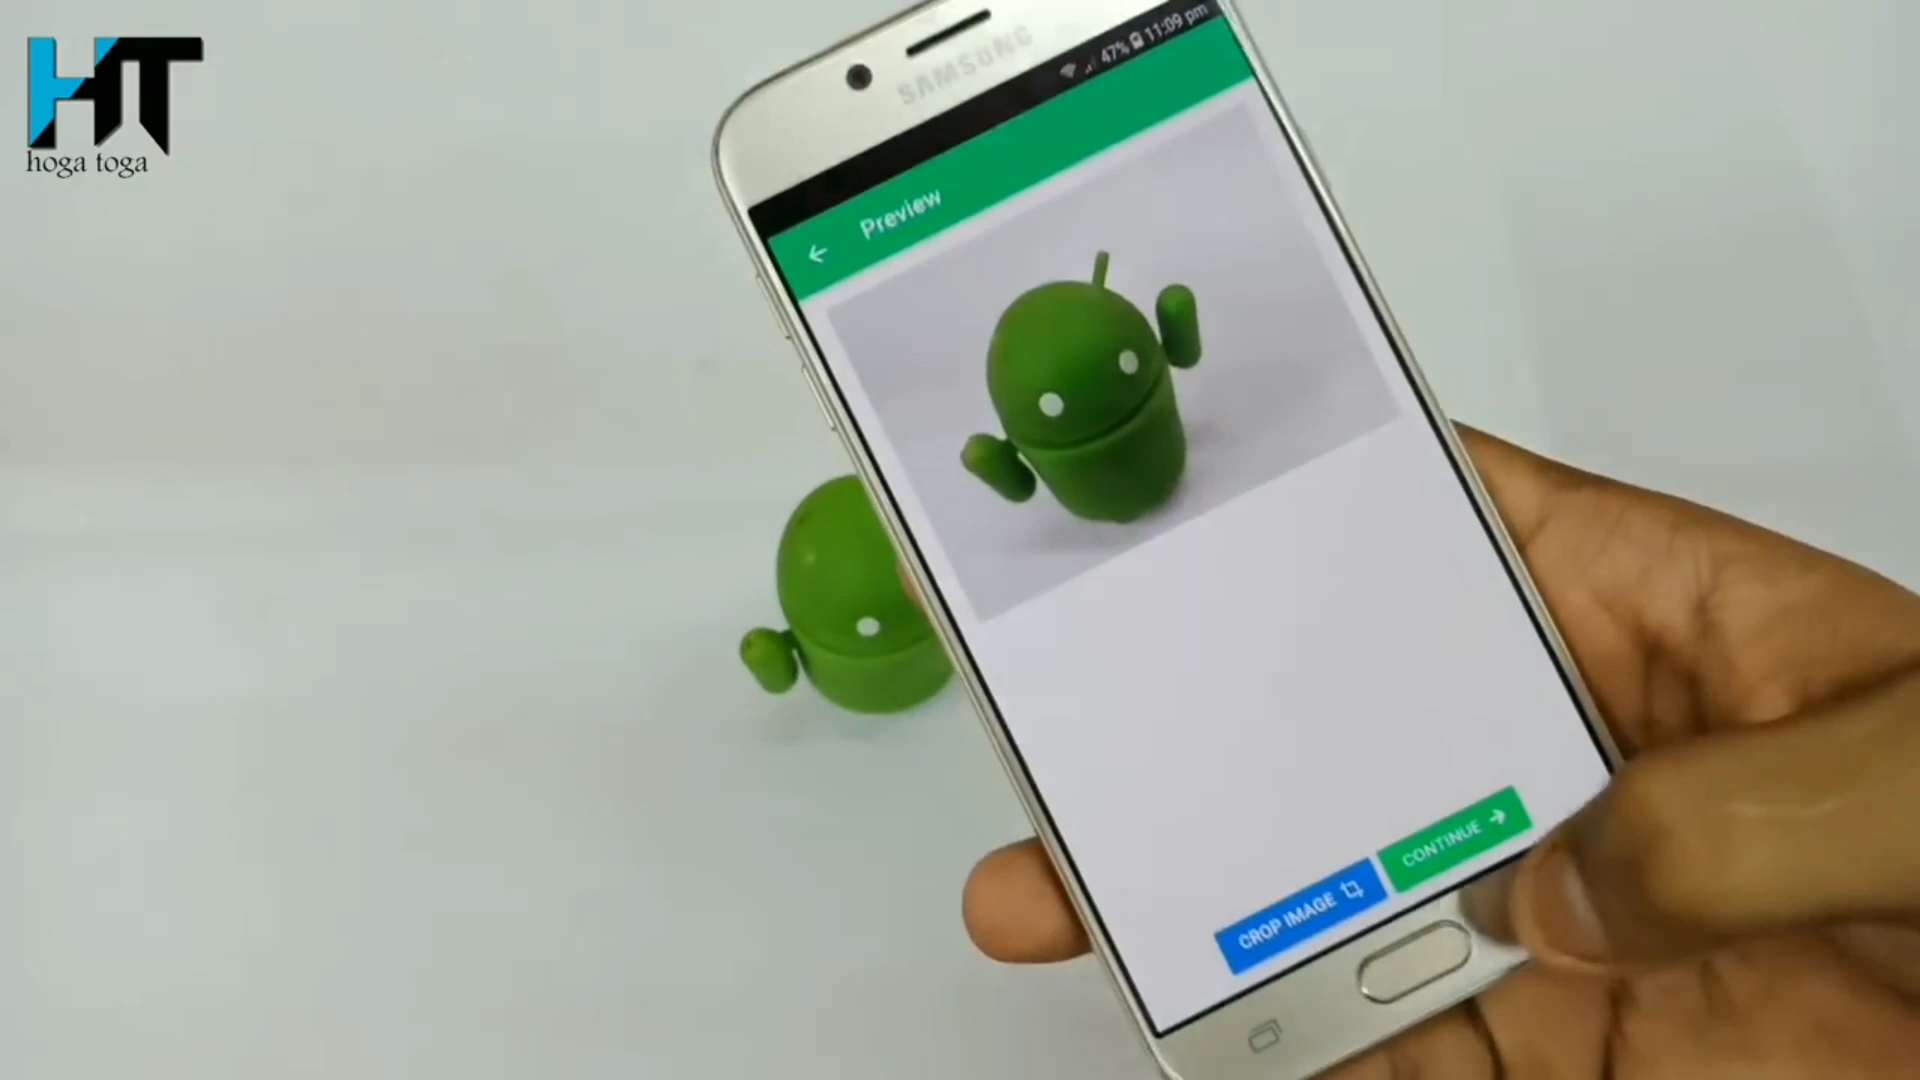 HT
hoga toga
SAMSUNG
47% 11:09 pm
Preview
CONTINUE
CROP IMAGE